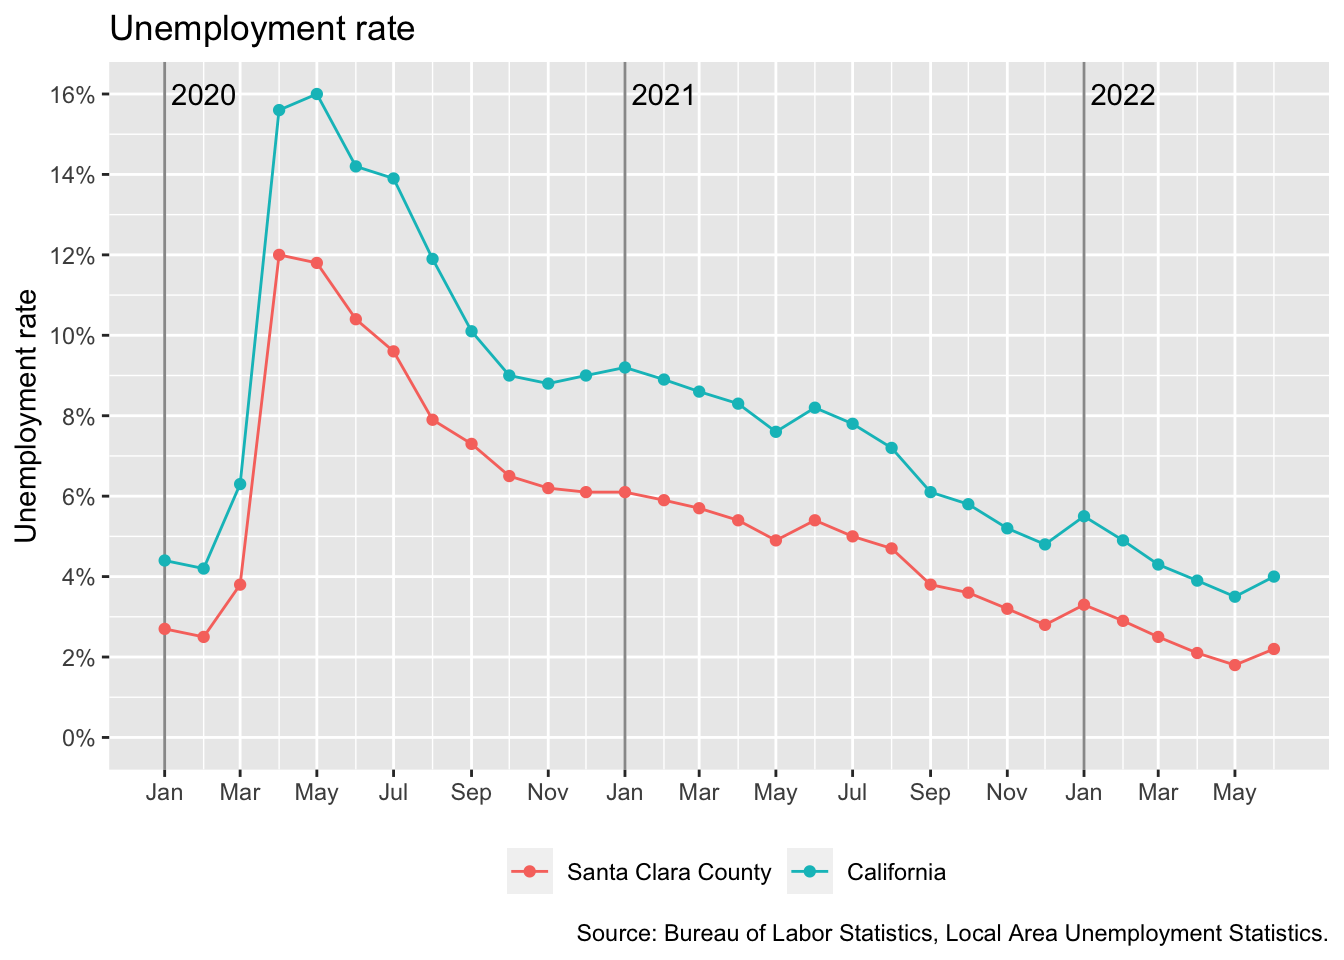 Unemployment rate
2020 2021 2022
16%
14%
12%
10%
8%
6%
4%
2%
0%
Unemployment rate
Jan Mar May Jul Sep Nov Jan Mar May Jul Sep Nov Jan Mar May
Santa Clara County California
Source: Bureau of Labor Statistics, Local Area Unemployment Statistics.